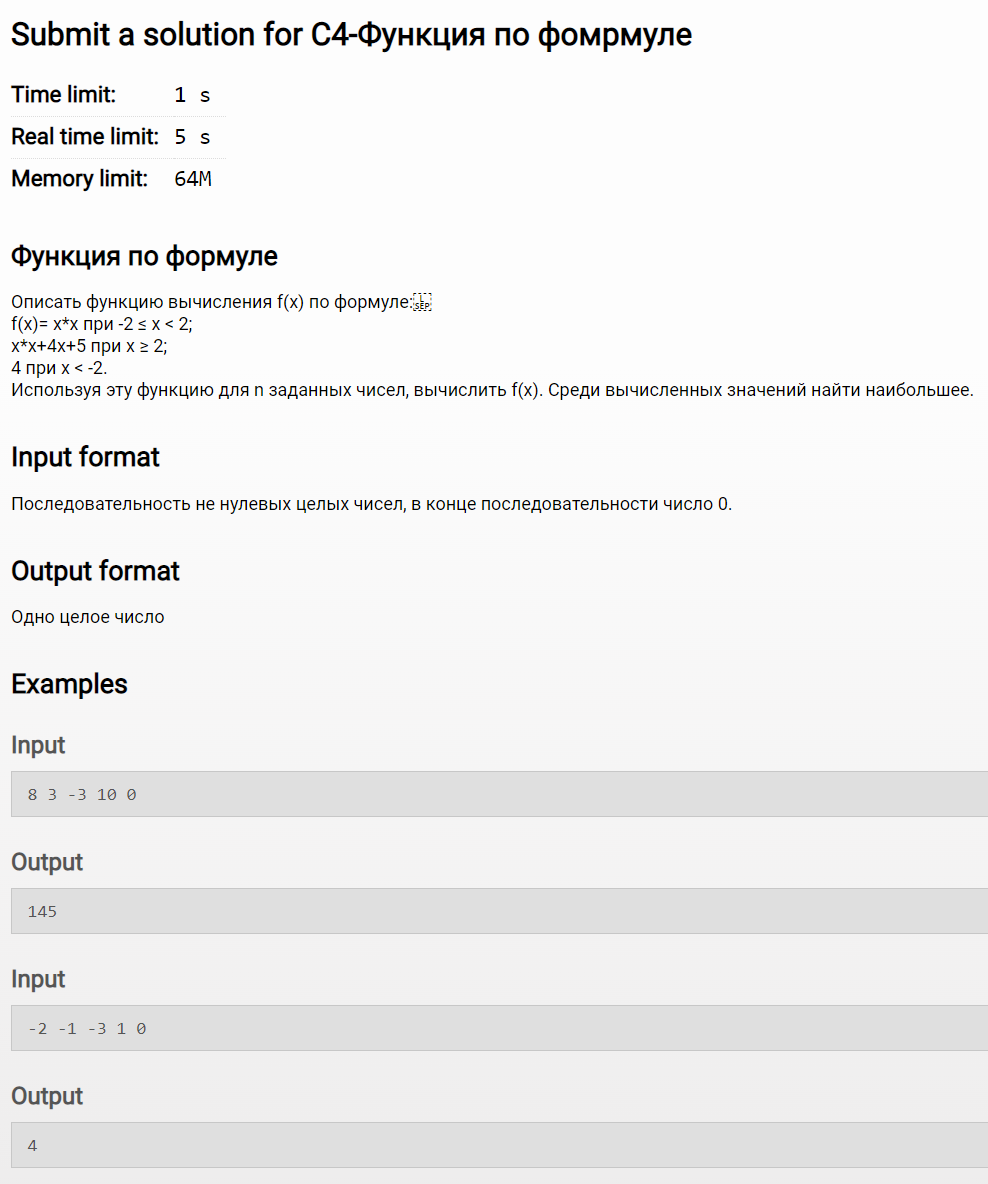 Submit a solution for C4-Функция по фомрмуле
Time limit: 1 s
Real time limit: 5 s
Memory limit: 64M
Функция по формуле
Описать функцию вычисления f(x) по формуле:
f(x)= x*x при -2 ≤ x < 2;
x*x+4x+5 при x ≥ 2;
4 при x < -2.
Используя эту функцию для n заданных чисел, вычислить f(x). Среди вычисленных значений найти наибольшее.
Input format
Последовательность не нулевых целых чисел, в конце последовательности число 0.
Output format
Одно целое число
Examples
Input
8 3 -3 10 0
Output
145
Input
-2 -1 -3 1 0
Output
4